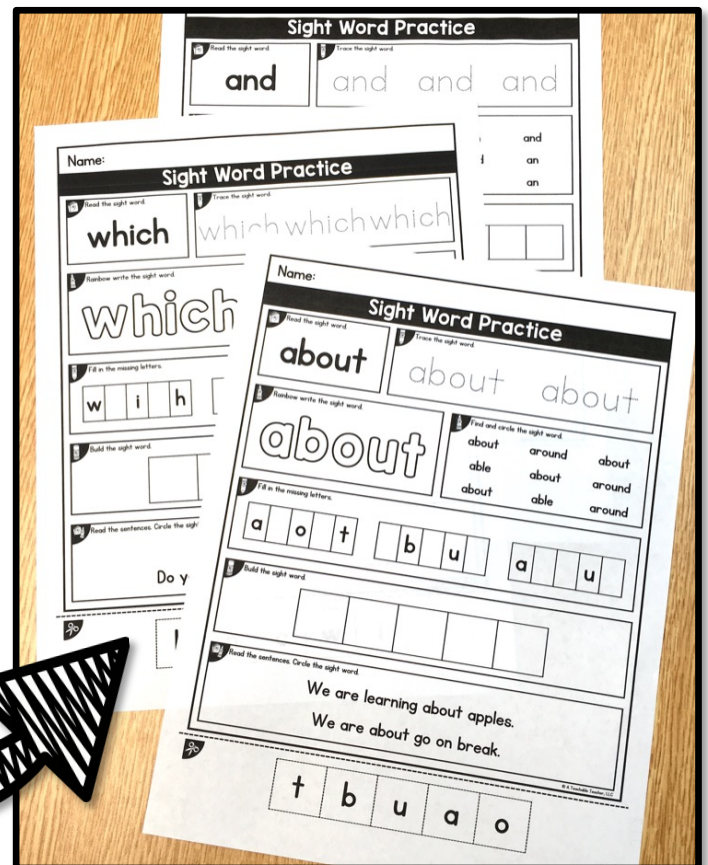 Sight Word Practice
Read the sight word.
Trace the sight word.
and
and and and
and
an
an
Name:
Sight Word Practice
Read the sight word.
Trace the sight word.
which
which which which
Rainbow write the sight word.
which
Fill in the missing letters.
w i h
Build the sight word.
Read the sentences. Circle the sigh
Do y
Name:
Sight Word Practice
Read the sight word.
Trace the sight word.
about
about about
Rainbow write the sight word.
about
Find and circle the sight word.
about around about
able about around
about able around
Fill in the missing letters.
a o t b u a u
Build the sight word.
Read the sentences. Circle the sight word.
We are learning about apples.
We are about go on break.
© A Teachable Teacher, LLC
t b u a o